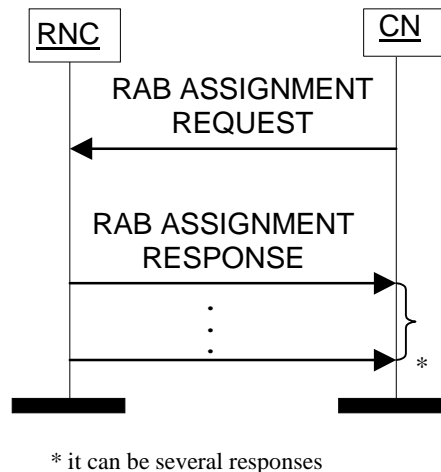 RNC
CN
RAB ASSIGNMENT
REQUEST
RAB ASSIGNMENT
RESPONSE
*
* it can be several responses